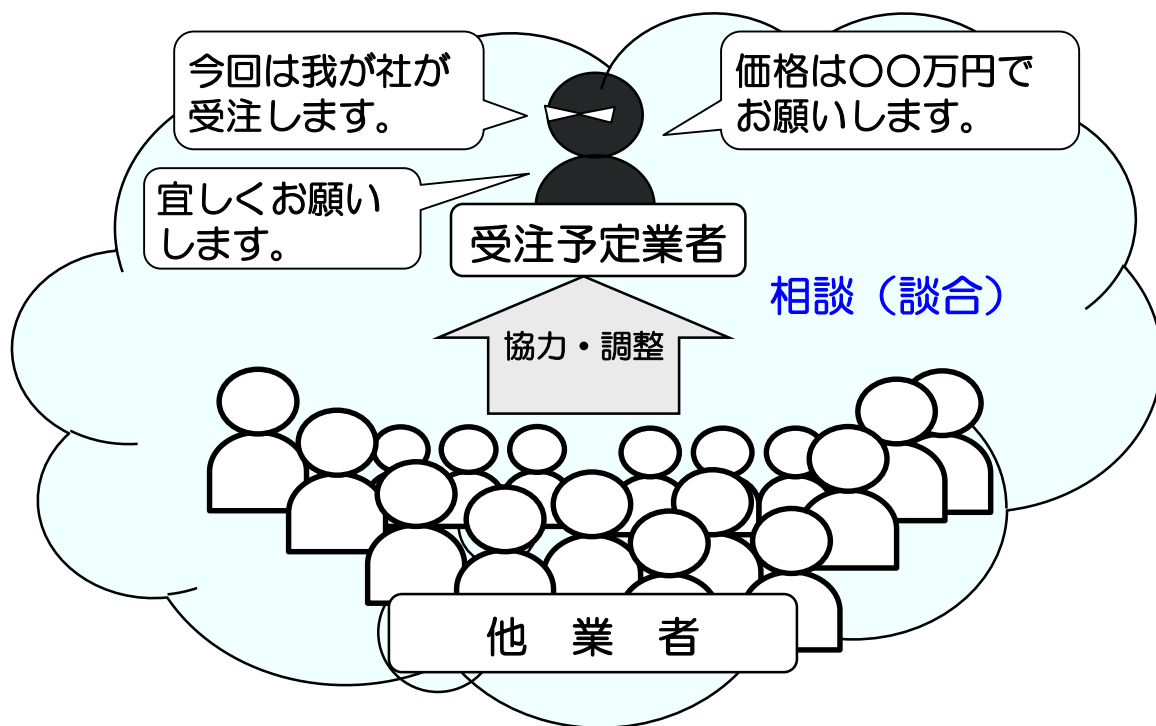 今回は我が社が
受注します。
価格は〇〇万円で
お願いします。
宜しくお願い
します。
受注予定業者
相談（談合）
協力・調整
他　業　者